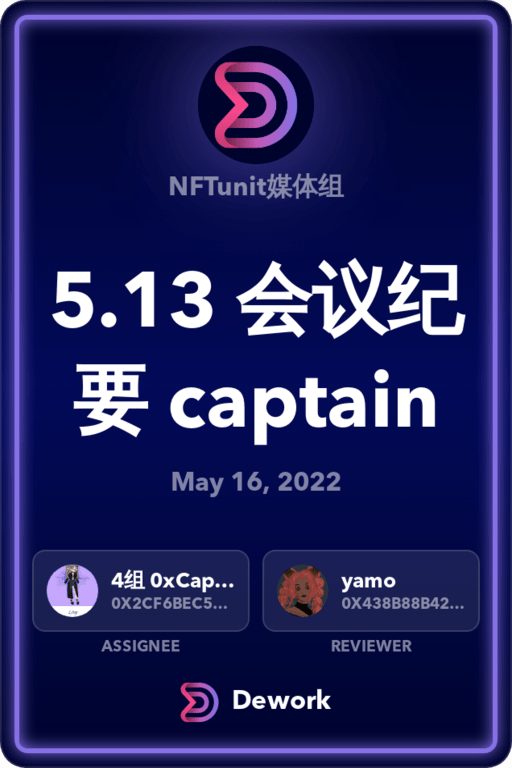 NFTunit媒体组
5.13 会议纪
要 captain
May 16, 2022
4组 0xCap...
0X2CF6BEC5...
yamo
0X438B88B42...
ASSIGNEE
REVIEWER
Dework